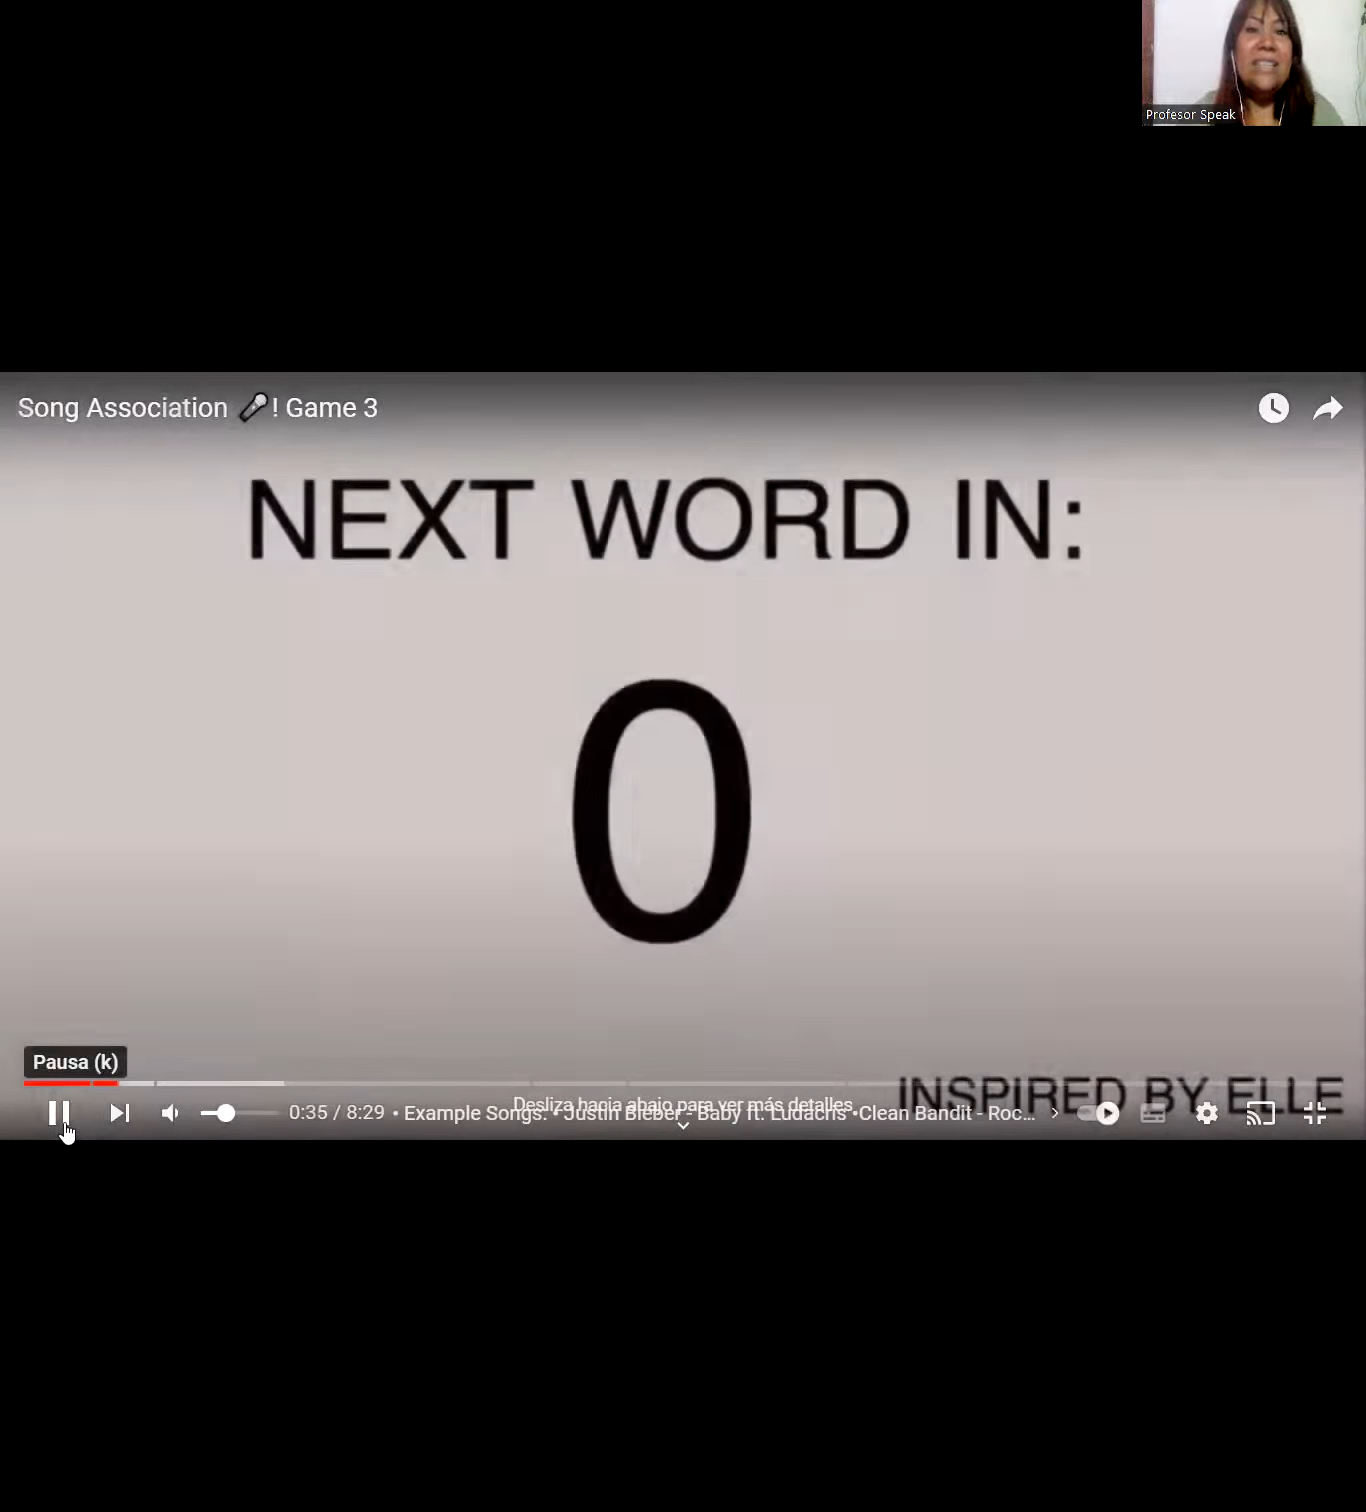 Profesor Speak
Song Association 🎤! Game 3
NEXT WORD IN:
0
Pausa (k)
INSPIRED BY ELLE
Desliza hacia abajo para ver más detalles
0:35 / 8:29 • Example Songs: • Justin Bieber - Baby ft. Ludacris •Clean Bandit - Roc...